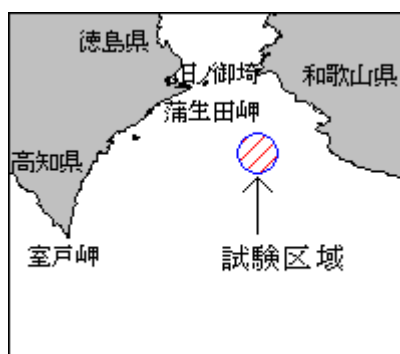 徳島県
日ノ御埼
和歌山県
蒲生田岬
高知県
室戸岬
試験区域